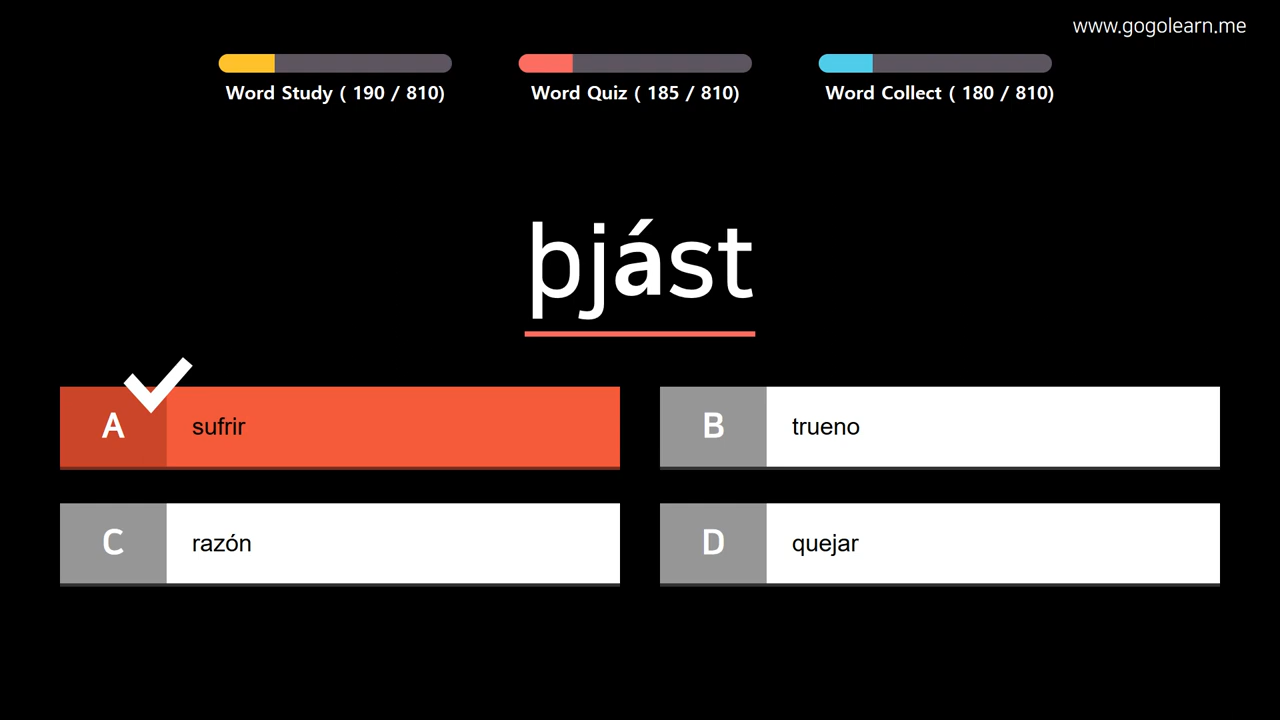 www.gogolearn.me
Word Study ( 190 / 810)
Word Quiz ( 185 / 810)
Word Collect ( 180 / 810)
þjást
A
sufrir
B
trueno
C
razón
D
quejar